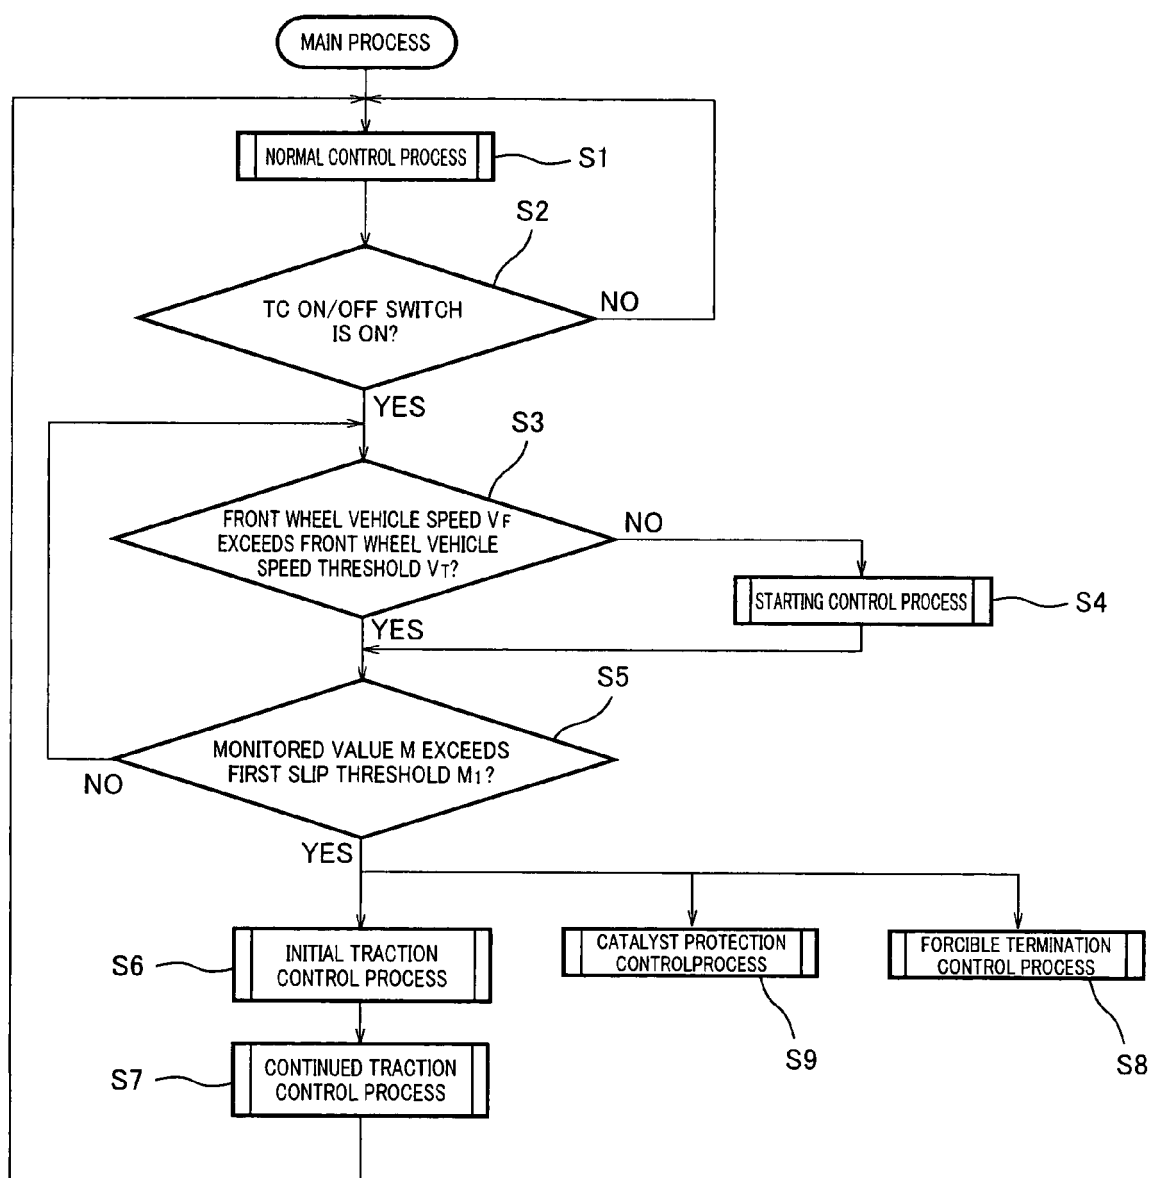 MAIN PROCESS
NORMAL CONTROL PROCESS
S1
S2
TC ON/OFF SWITCH
IS ON?
NO
YES
S3
FRONT WHEEL VEHICLE SPEED VF
EXCEEDS FRONT WHEEL VEHICLE
SPEED THRESHOLD VT?
NO
STARTING CONTROL PROCESS
S4
YES
S5
MONITORED VALUE M EXCEEDS
FIRST SLIP THRESHOLD M1?
NO
YES
S6
INITIAL TRACTION
CONTROL PROCESS
CATALYST PROTECTION
CONTROLPROCESS
FORCIBLE TERMINATION
CONTROL PROCESS
S9
S8
S7
CONTINUED TRACTION
CONTROL PROCESS